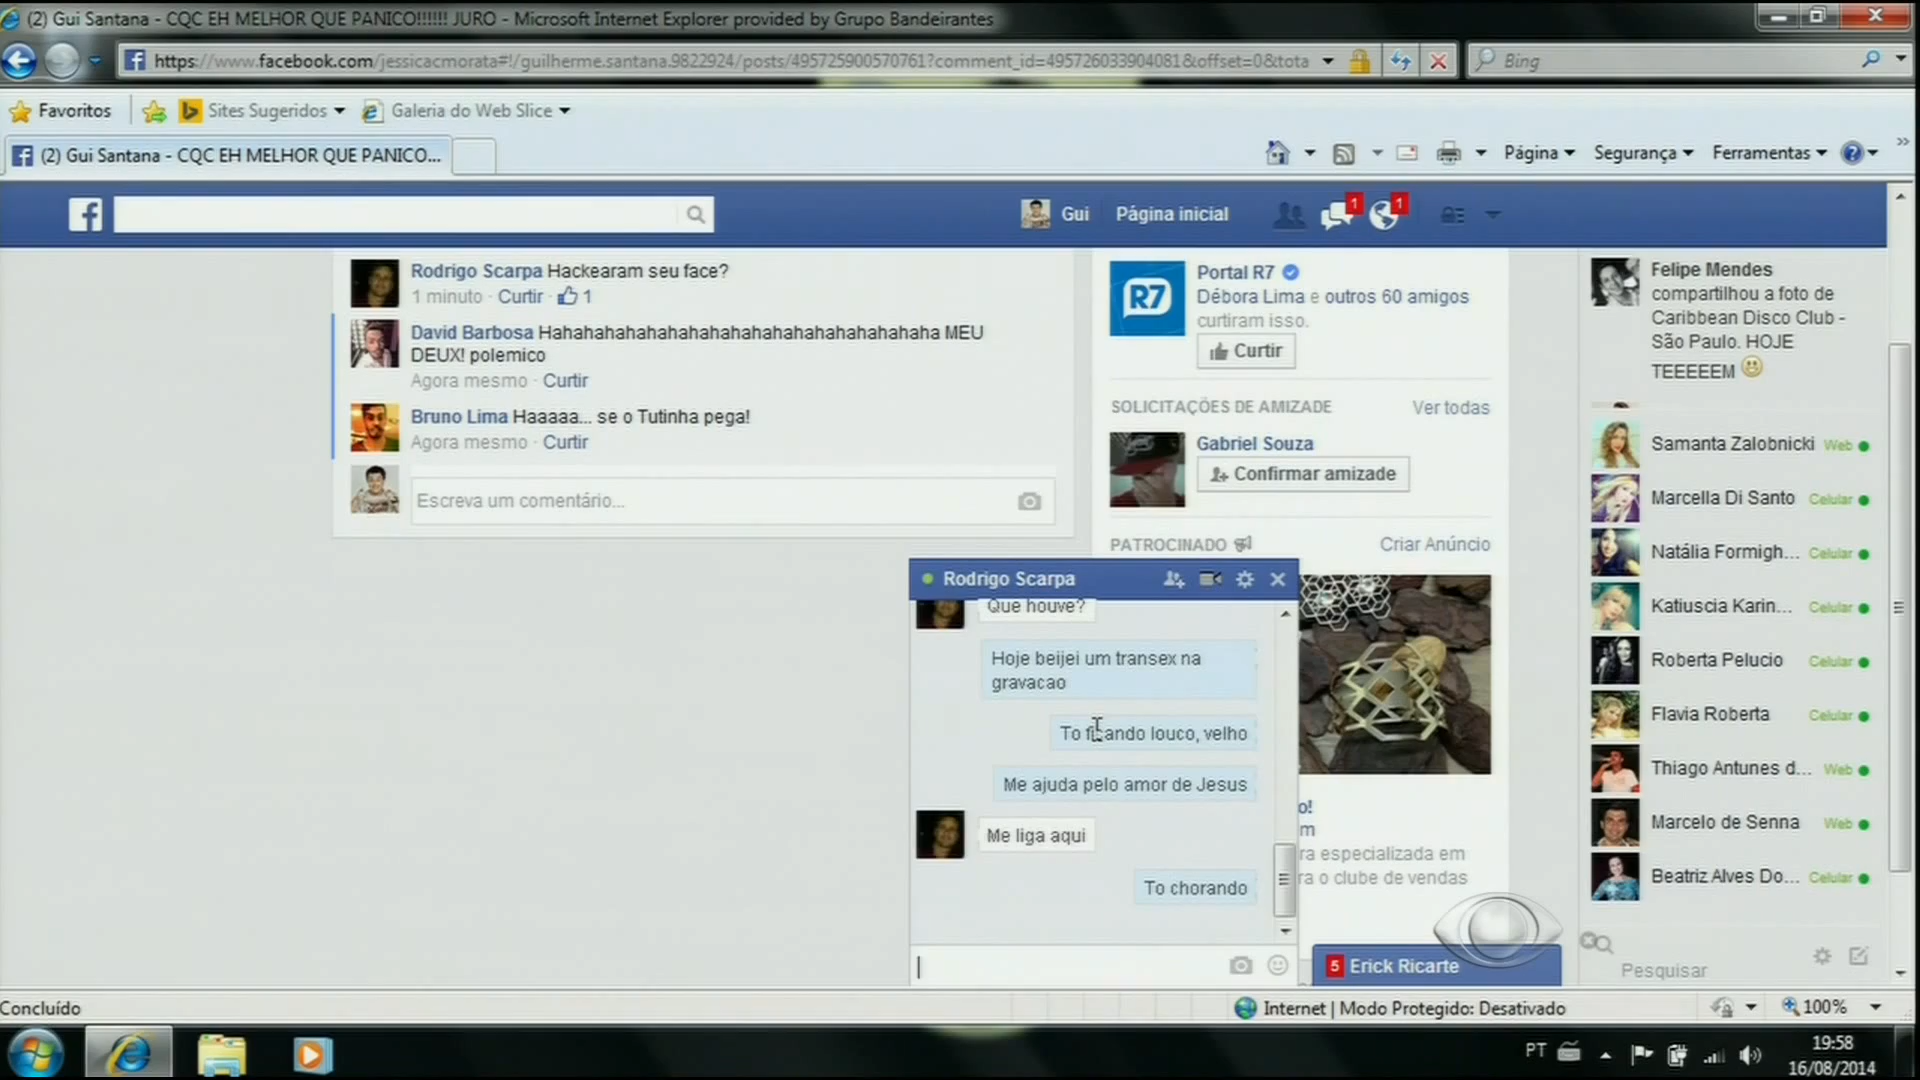 (2) Gui Santana - CQC EH MELHOR QUE PANICO!!!!!! JURO - Microsoft Internet Explorer provided by Grupo Bandeirantes
https://www.facebook.com/jessicacmorata#!/guilherme.santana.9822924/posts/495725900570761?comment_id=495726033904081&offset=0&tota
Bing
Favoritos
Sites Sugeridos
Galeria do Web Slice
(2) Gui Santana - CQC EH MELHOR QUE PANICO...
Página
Segurança
Ferramentas
Gui
Página inicial
1
1
Rodrigo Scarpa Hackearam seu face?
1 minuto · Curtir · 1
David Barbosa Hahahahahahahahahahahahahahahahahaha MEU
DEUX! polemico
Agora mesmo · Curtir
Bruno Lima Haaaaa... se o Tutinha pega!
Agora mesmo · Curtir
Escreva um comentário...
R7
Portal R7
Débora Lima e outros 60 amigos
curtiram isso.
Curtir
SOLICITAÇÕES DE AMIZADE
Ver todas
Gabriel Souza
Confirmar amizade
PATROCINADO
Criar Anúncio
o!
m
ra especializada em
ra o clube de vendas
Rodrigo Scarpa
Que houve?
Hoje beijei um transex na
gravacao
To ficando louco, velho
Me ajuda pelo amor de Jesus
Me liga aqui
To chorando
5 Erick Ricarte
Felipe Mendes
compartilhou a foto de
Caribbean Disco Club -
São Paulo. HOJE
TEEEEEM
Samanta Zalobnicki Web
Marcella Di Santo Celular
Natália Formigh... Celular
Katiuscia Karin... Celular
Roberta Pelucio Celular
Flavia Roberta Celular
Thiago Antunes d... Web
Marcelo de Senna Web
Beatriz Alves Do... Celular
Pesquisar
Concluído
Internet | Modo Protegido: Desativado
100%
PT
19:58
16/08/2014